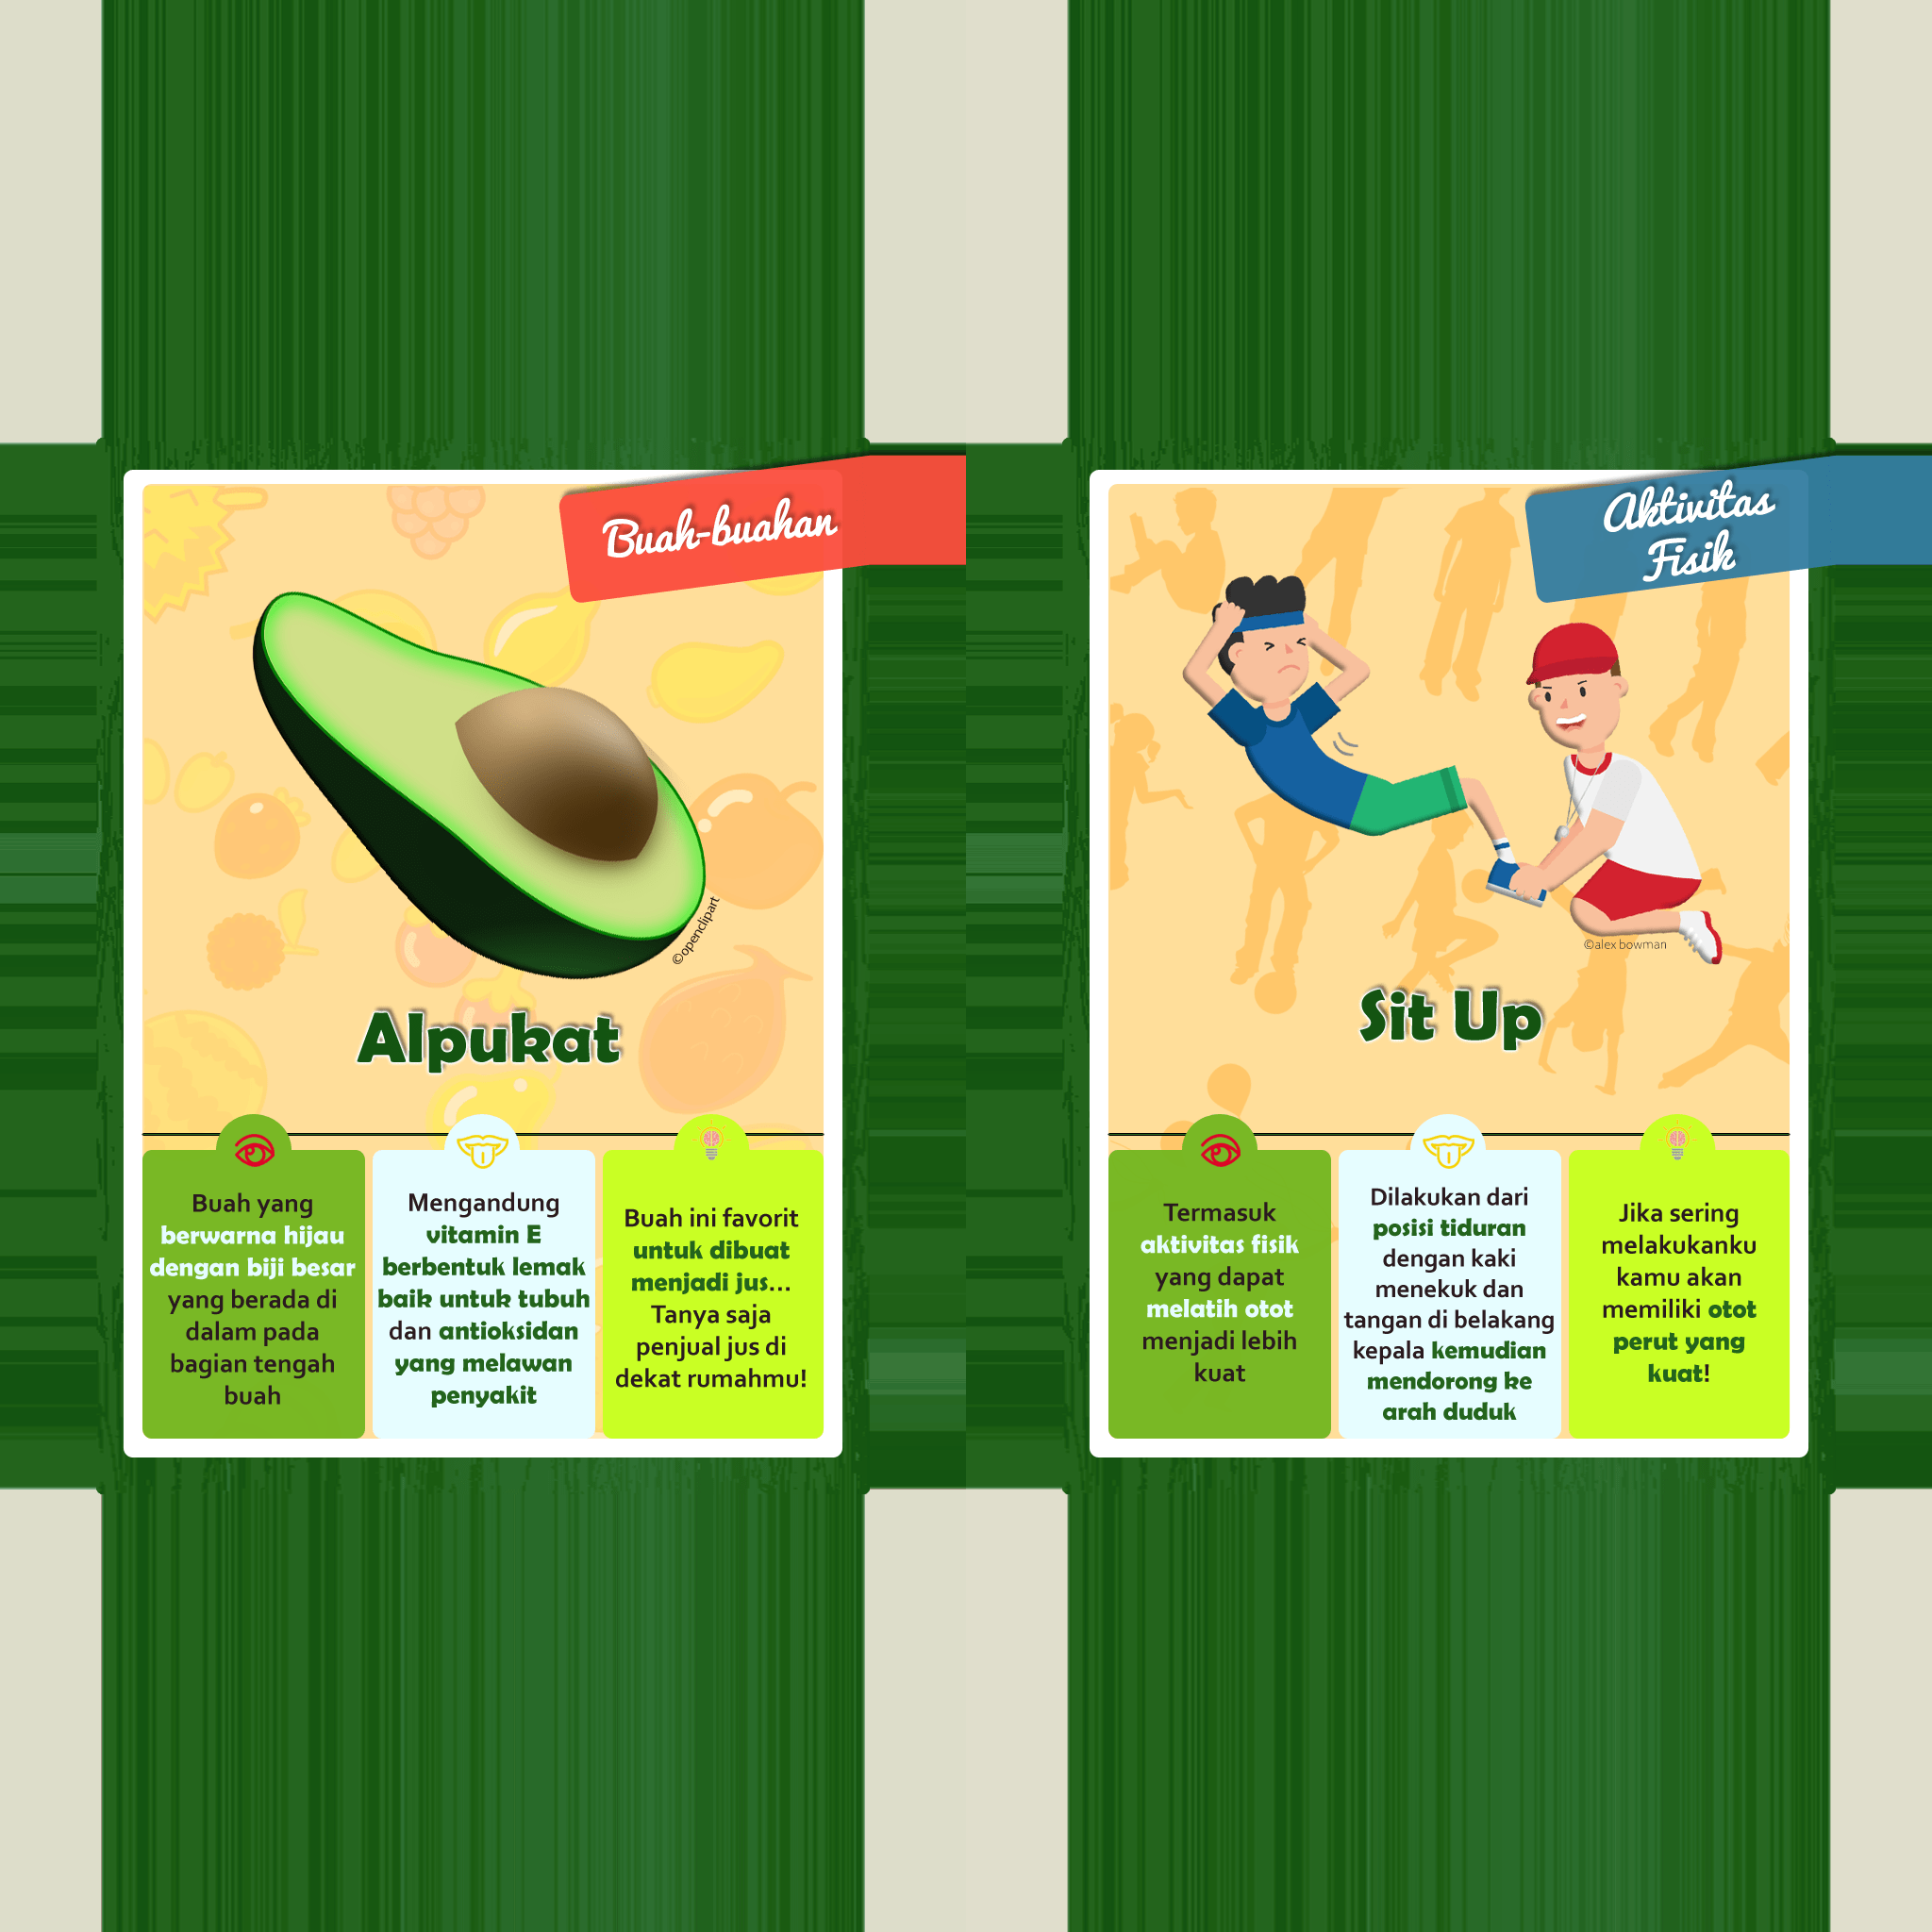 Buah-buahan
©openclipart
Alpukat
Buah yang
berwarna hijau
dengan biji besar
yang berada di
dalam pada
bagian tengah
buah
Mengandung
vitamin E
berbentuk lemak
baik untuk tubuh
dan antioksidan
yang melawan
penyakit
Buah ini favorit
untuk dibuat
menjadi jus...
Tanya saja
penjual jus di
dekat rumahmu!
Aktivitas
Fisik
©alex bowman
Sit Up
Termasuk
aktivitas fisik
yang dapat
melatih otot
menjadi lebih
kuat
Dilakukan dari
posisi tiduran
dengan kaki
menekuk dan
tangan di belakang
kepala kemudian
mendorong ke
arah duduk
Jika sering
melakukanku
kamu akan
memiliki otot
perut yang
kuat!